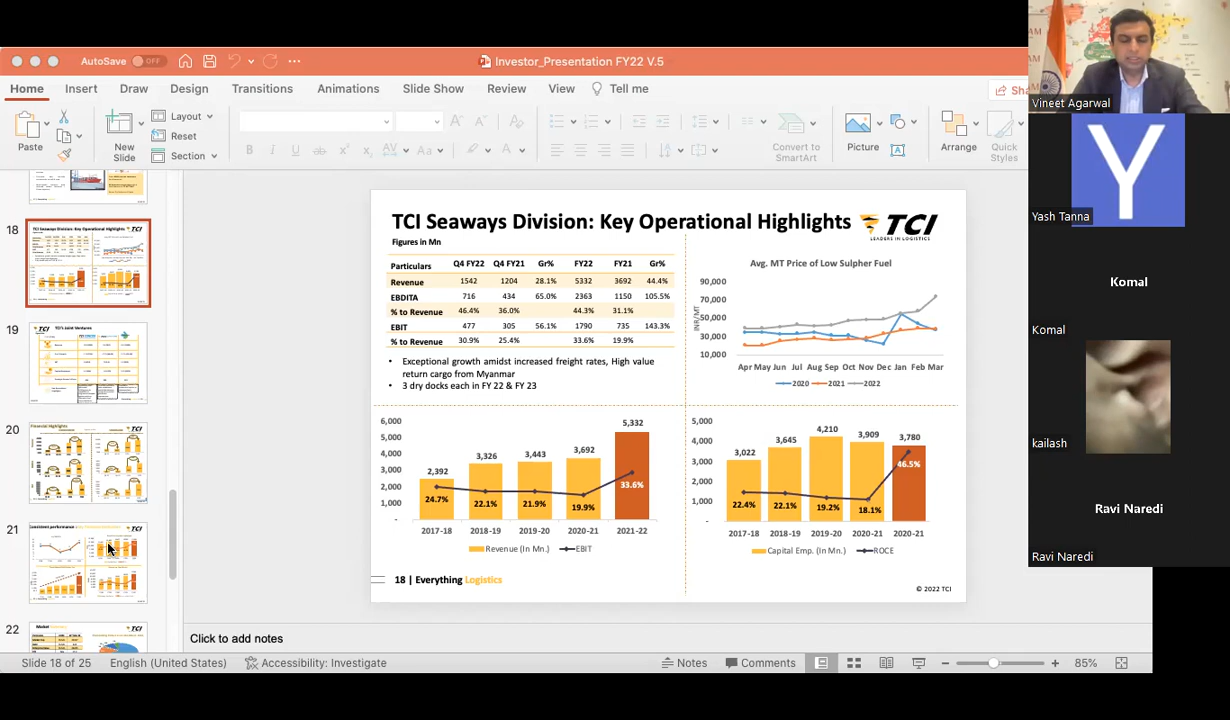 AutoSave OFF
Investor_Presentation FY22 V.5
Home Insert Draw Design Transitions Animations Slide Show Review View Tell me
Paste
New
Slide
Layout
Reset
Section
Convert to
SmartArt
Picture
Arrange
Quick
Styles
18
TCI Seaways Division: Key Operational Highlights
TCI
19
TCI's Joint Ventures
20
Financial Highlights
21
22
TCI Seaways Division: Key Operational Highlights
TCI
LEADERS IN LOGISTICS
Figures in Mn
Particulars Q4 FY22 Q4 FY21 Gr% FY22 FY21 Gr%
Revenue 1542 1204 28.1% 5332 3692 44.4%
EBDITA 716 434 65.0% 2363 1150 105.5%
% to Revenue 46.4% 36.0% 44.3% 31.1%
EBIT 477 305 56.1% 1790 735 143.3%
% to Revenue 30.9% 25.4% 33.6% 19.9%
• Exceptional growth amidst increased freight rates, High value
return cargo from Myanmar
• 3 dry docks each in FY 22 & FY 23
Avg. MT Price of Low Sulpher Fuel
INR/MT
90,000
70,000
50,000
30,000
10,000
Apr May Jun Jul Aug Sep Oct Nov Dec Jan Feb Mar
2020 2021 2022
6,000
5,000
4,000
3,000
2,000
1,000
-
2,392 3,326 3,443 3,692 5,332
24.7% 22.1% 21.9% 19.9% 33.6%
2017-18 2018-19 2019-20 2020-21 2021-22
Revenue (In Mn.) EBIT
5,000
4,000
3,000
2,000
1,000
-
3,022 3,645 4,210 3,909 3,780
22.4% 22.1% 19.2% 18.1% 46.5%
2017-18 2018-19 2019-20 2020-21 2020-21
Capital Emp. (In Mn.) ROCE
18 | Everything Logistics
© 2022 TCI
Click to add notes
Slide 18 of 25 English (United States) Accessibility: Investigate Notes Comments 85%
Vineet Agarwal
Y
Yash Tanna
Komal
Komal
kailash
Ravi Naredi
Ravi Naredi